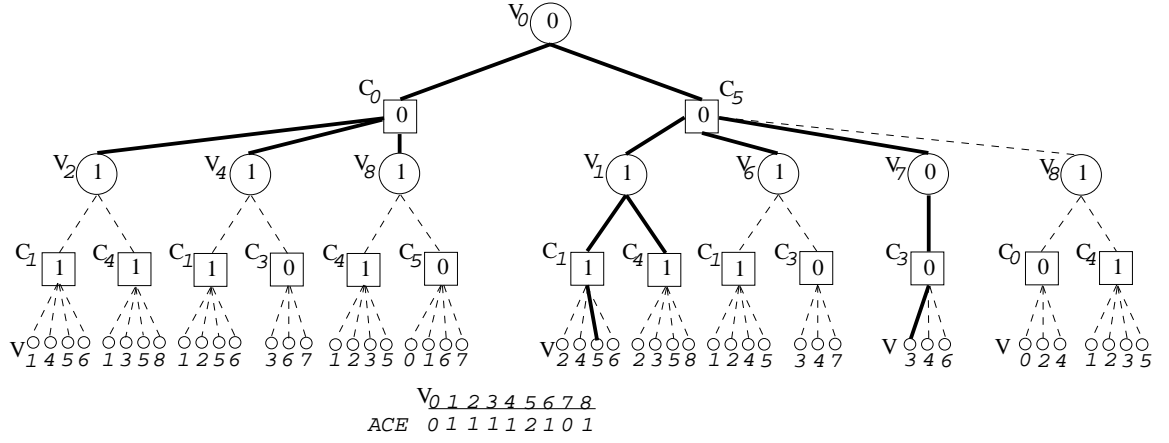 V0 0
C0 C5
0 0
V2 1 V4 1 V8 1 V1 1 V6 1 V7 0 V8 1
C1 1 C4 1 C1 1 C3 0 C4 1 C5 0 C1 1 C4 1 C1 1 C3 0 C3 0 C0 0 C4 1
V 1 4 5 6 1 3 5 8 1 2 5 6 3 6 7 1 2 3 5 0 1 6 7 V 2 4 5 6 2 3 5 8 1 2 4 5 3 4 7 V 3 4 6 V 0 2 4 1 2 3 5
V 0 1 2 3 4 5 6 7 8
ACE 0 1 1 1 1 2 1 0 1